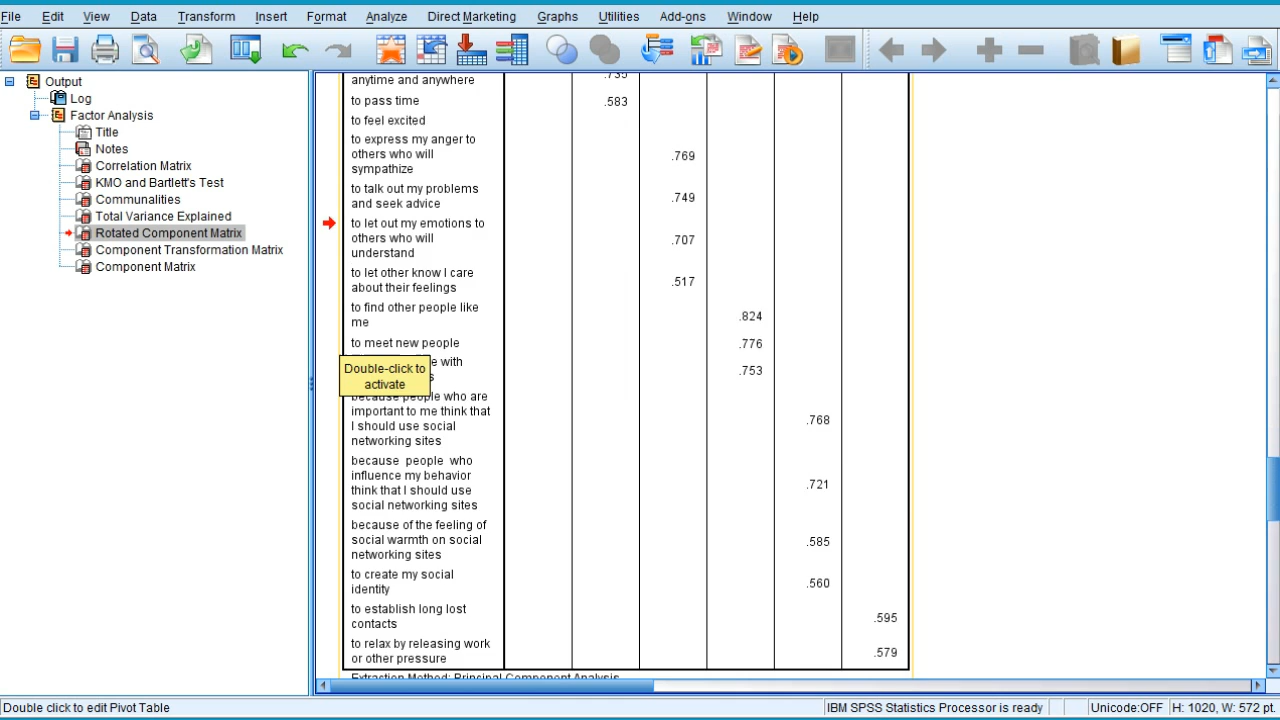 File Edit View Data Transform Insert Format Analyze Direct Marketing Graphs Utilities Add-ons Window Help
Output
Log
Factor Analysis
Title
Notes
Correlation Matrix
KMO and Bartlett's Test
Communalities
Total Variance Explained
Rotated Component Matrix
Component Transformation Matrix
Component Matrix
anytime and anywhere .735
to pass time .583
to feel excited
to express my anger to
others who will .769
sympathize
to talk out my problems .749
and seek advice
to let out my emotions to
others who will .707
understand
to let other know I care .517
about their feelings
to find other people like .824
me
to meet new people .776
with .753
Double-click to
activate
because people who are
important to me think that .768
I should use social
networking sites
because people who
influence my behavior .721
think that I should use
social networking sites
because of the feeling of
social warmth on social .585
networking sites
to create my social .560
identity
to establish long lost .595
contacts
to relax by releasing work .579
or other pressure
Extraction Method: Principal Component Analysis
Double click to edit Pivot Table IBM SPSS Statistics Processor is ready Unicode:OFF H: 1020, W: 572 pt.